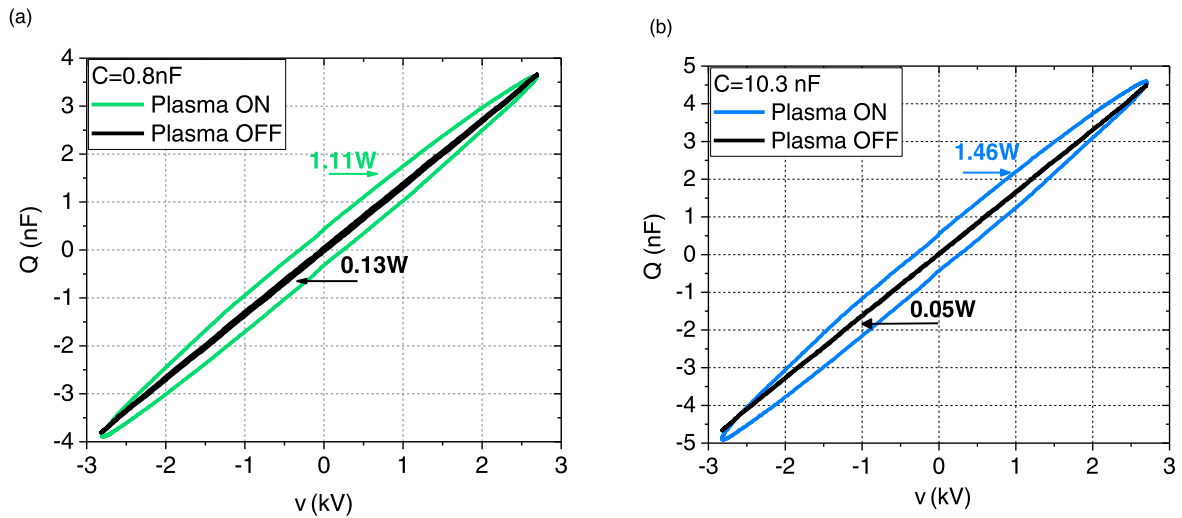 (a)
C=0.8nF
Plasma ON
Plasma OFF
1.11W
0.13W
4
3
2
1
0
-1
-2
-3
-4
-3
-2
-1
0
1
2
3
Q (nF)
v (kV)
(b)
C=10.3 nF
Plasma ON
Plasma OFF
1.46W
0.05W
5
4
3
2
1
0
-1
-2
-3
-4
-5
-3
-2
-1
0
1
2
3
Q (nF)
v (kV)